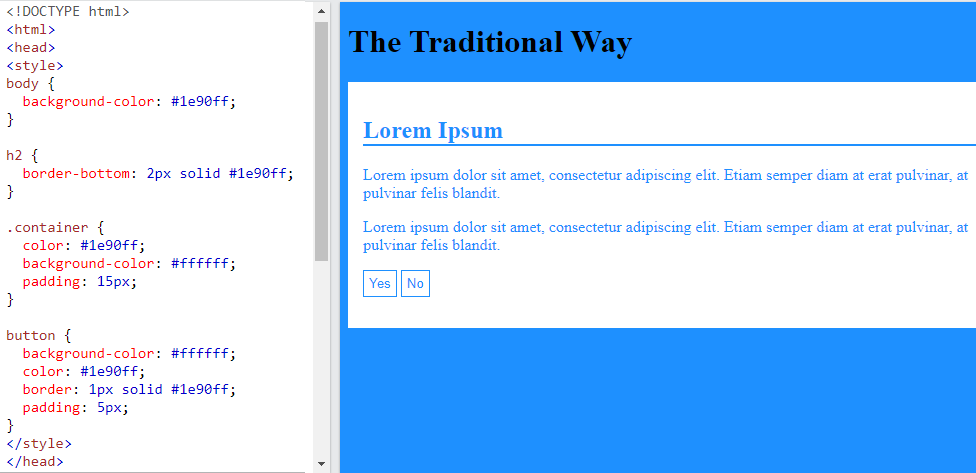 <!DOCTYPE html>
<html>
<head>
<style>
body {
  background-color: #1e90ff;
}

h2 {
  border-bottom: 2px solid #1e90ff;
}

.container {
  color: #1e90ff;
  background-color: #ffffff;
  padding: 15px;
}

button {
  background-color: #ffffff;
  color: #1e90ff;
  border: 1px solid #1e90ff;
  padding: 5px;
}
</style>
</head>
The Traditional Way
Lorem Ipsum
Lorem ipsum dolor sit amet, consectetur adipiscing elit. Etiam semper diam at erat pulvinar, at
pulvinar felis blandit.
Lorem ipsum dolor sit amet, consectetur adipiscing elit. Etiam semper diam at erat pulvinar, at
pulvinar felis blandit.
Yes No